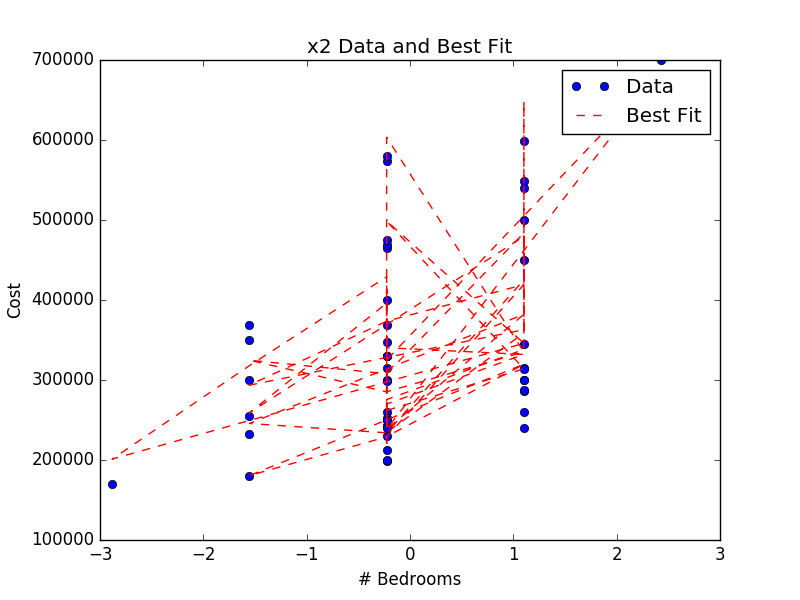 x2 Data and Best Fit
700000
600000
500000
400000
300000
200000
100000
Cost
Data
Best Fit
−3 −2 −1 0 1 2 3
# Bedrooms